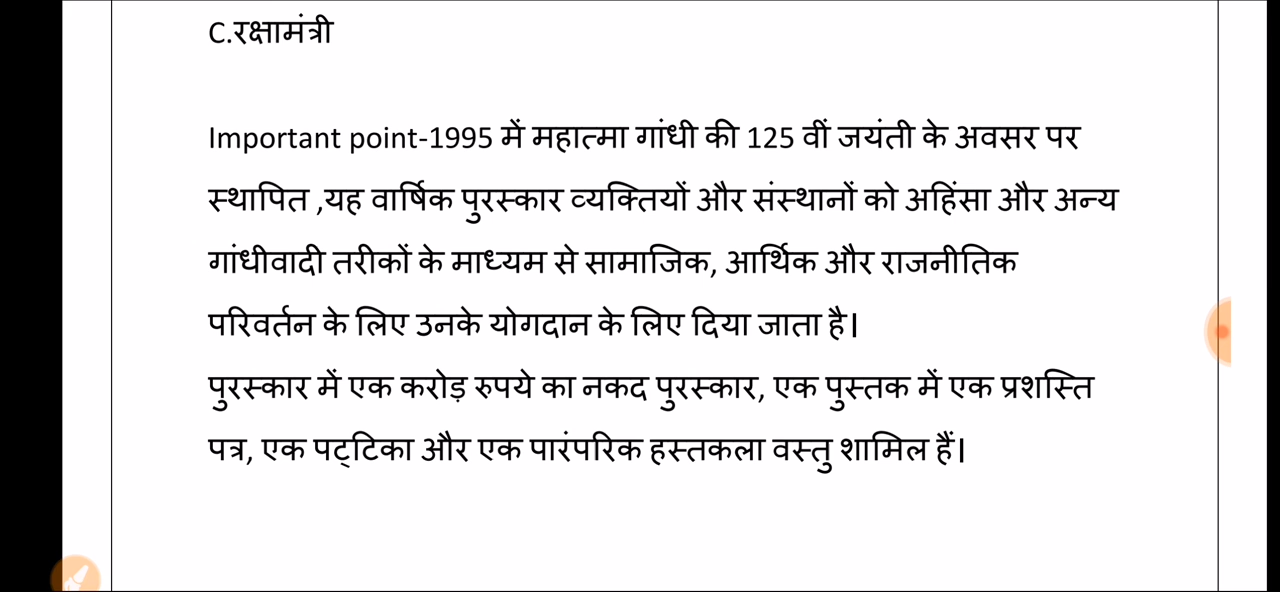 C.रक्षामंत्री
Important point-1995 में महात्मा गांधी की 125 वीं जयंती के अवसर पर
स्थापित ,यह वार्षिक पुरस्कार व्यक्तियों और संस्थानों को अहिंसा और अन्य
गांधीवादी तरीकों के माध्यम से सामाजिक, आर्थिक और राजनीतिक
परिवर्तन के लिए उनके योगदान के लिए दिया जाता है।
पुरस्कार में एक करोड़ रुपये का नकद पुरस्कार, एक पुस्तक में एक प्रशस्ति
पत्र, एक पट्टिका और एक पारंपरिक हस्तकला वस्तु शामिल हैं।